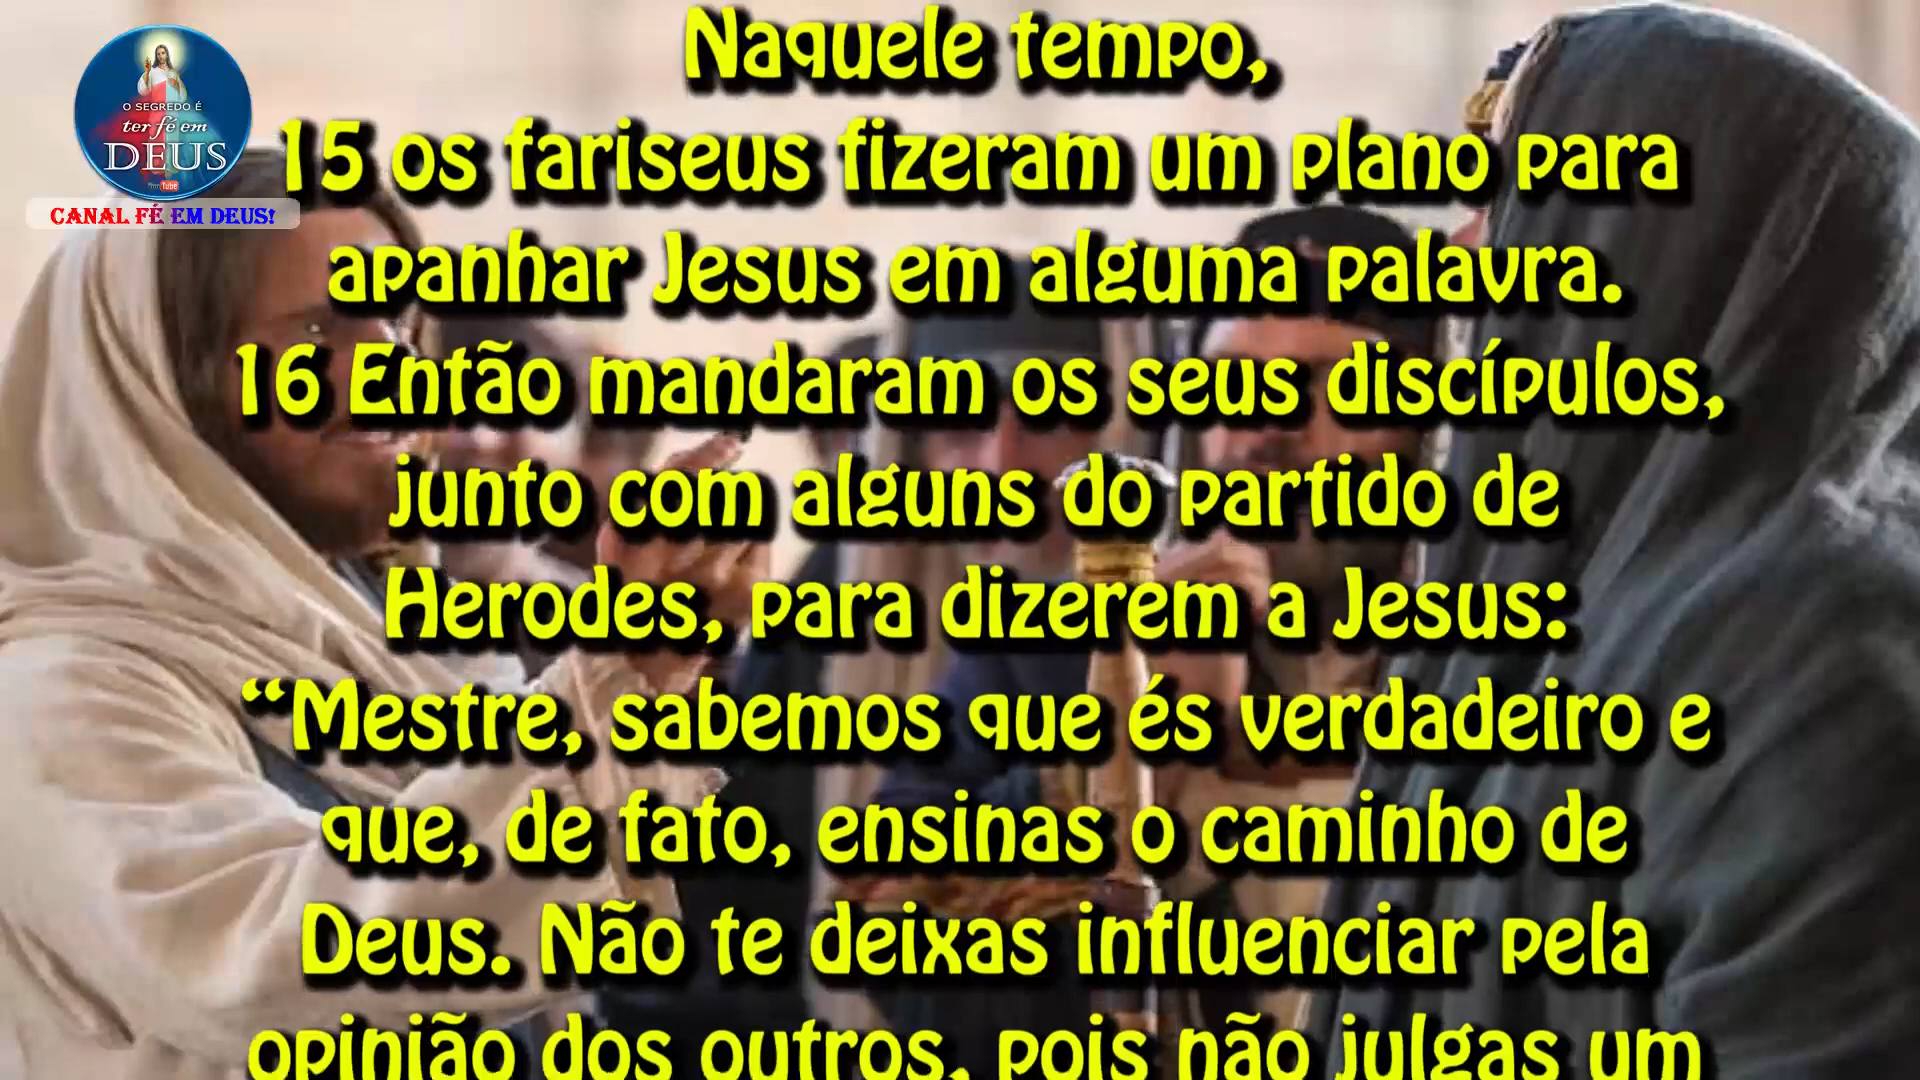 O SEGREDO É
ter fé em
DEUS
CANAL FÉ EM DEUS!
Naquele tempo,
15 os fariseus fizeram um plano para
apanhar Jesus em alguma palavra.
16 Então mandaram os seus discípulos,
junto com alguns do partido de
Herodes, para dizerem a Jesus:
“Mestre, sabemos que és verdadeiro e
que, de fato, ensinas o caminho de
Deus. Não te deixas influenciar pela
opinião dos outros, pois não julgas um